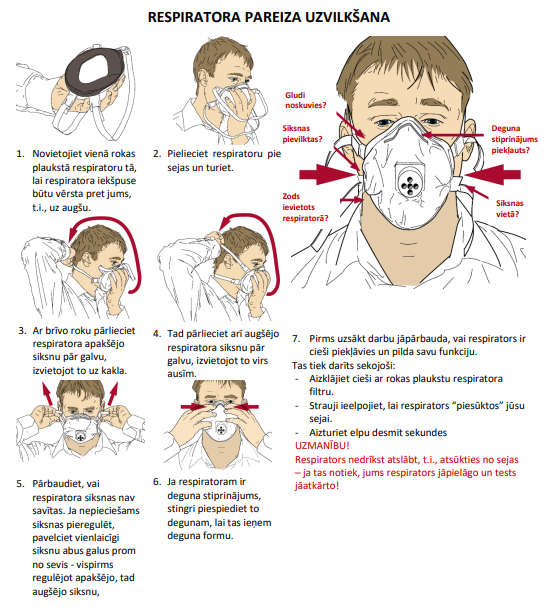 RESPIRATORA PAREIZA UZVILKŠANA
1. Novietojiet vienā rokas
plaukstā respiratoru tā,
lai respiratora iekšpuse
būtu vērsta pret jums,
t.i., uz augšu.
2. Pielieciet respiratoru pie
sejas un turiet.
Gludi
noskuvies?
Siksnas
pievilktas?
Zods
ievietots
respiratorā?
Deguna
stiprinājums
piekļauts?
Siksnas
vietā?
3. Ar brīvo roku pārlieciet
respiratora apakšējo
siksnu pār galvu,
izvietojot to uz kakla.
4. Tad pārlieciet arī augšējo
respiratora siksnu pār
galvu, izvietojot to virs
ausīm.
5. Pārbaudiet, vai
respiratora siksnas nav
savītas. Ja nepieciešams
siksnas pieregulēt,
pavelciet vienlaicīgi
siksnu abus galus prom
no sevis - vispirms
regulējot apakšējo, tad
augšējo siksnu,
6. Ja respiratoram ir
deguna stiprinājums,
stingri piespiediet to
degunam, lai tas ieņem
deguna formu.
7. Pirms uzsākt darbu jāpārbauda, vai respirators ir
cieši piekļāvies un pilda savu funkciju.
Tas tiek darīts sekojoši:
- Aizklājiet cieši ar rokas plaukstu respiratora
filtru.
- Strauji ieelpojiet, lai respirators “piesūktos” jūsu
sejai.
- Aizturiet elpu desmit sekundes
UZMANĪBU!
Respirators nedrīkst atslābt, t.i., atsūkties no sejas
– ja tas notiek, jums respirators jāpielāgo un tests
jāatkārto!